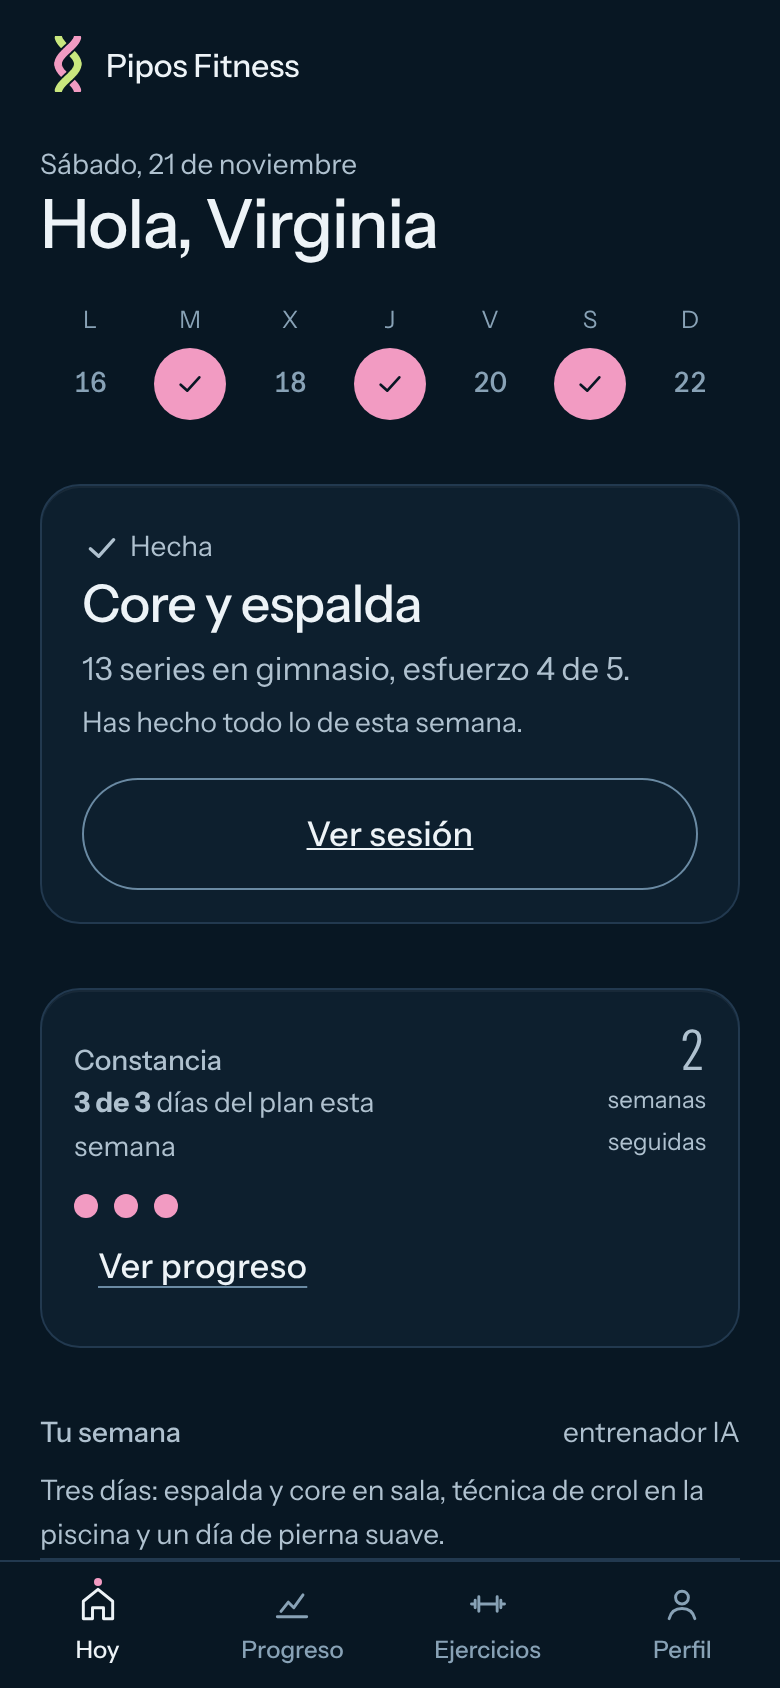 Pipos Fitness
Sábado, 21 de noviembre
Hola, Virginia
L M X J V S D
16 18 20 22
Hecha
Core y espalda
13 series en gimnasio, esfuerzo 4 de 5.
Has hecho todo lo de esta semana.
Ver sesión
Constancia
2
3 de 3 días del plan esta
semana
semanas
seguidas
Ver progreso
Tu semana
entrenador IA
Tres días: espalda y core en sala, técnica de crol en la
piscina y un día de pierna suave.
Hoy
Progreso
Ejercicios
Perfil